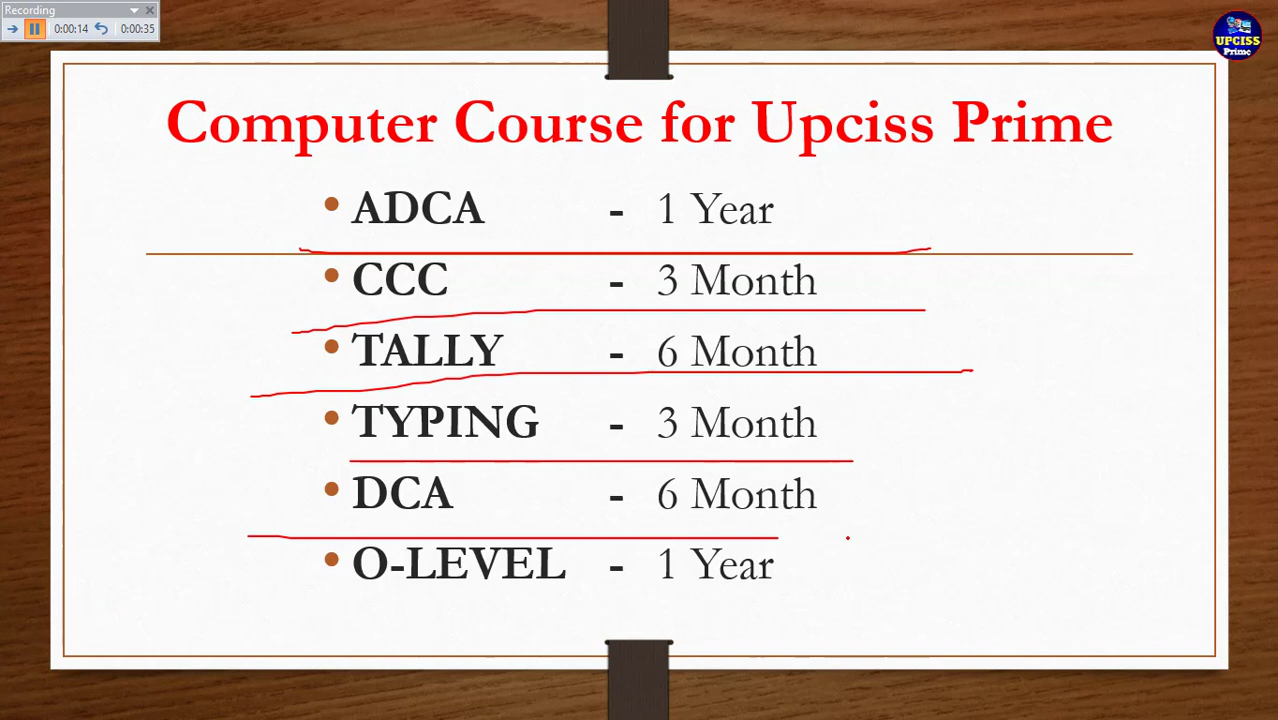 Recording
0:00:14 0:00:35
UPCISS
Prime
Computer Course for Upciss Prime
• ADCA - 1 Year
• CCC - 3 Month
• TALLY - 6 Month
• TYPING - 3 Month
• DCA - 6 Month
• O-LEVEL - 1 Year